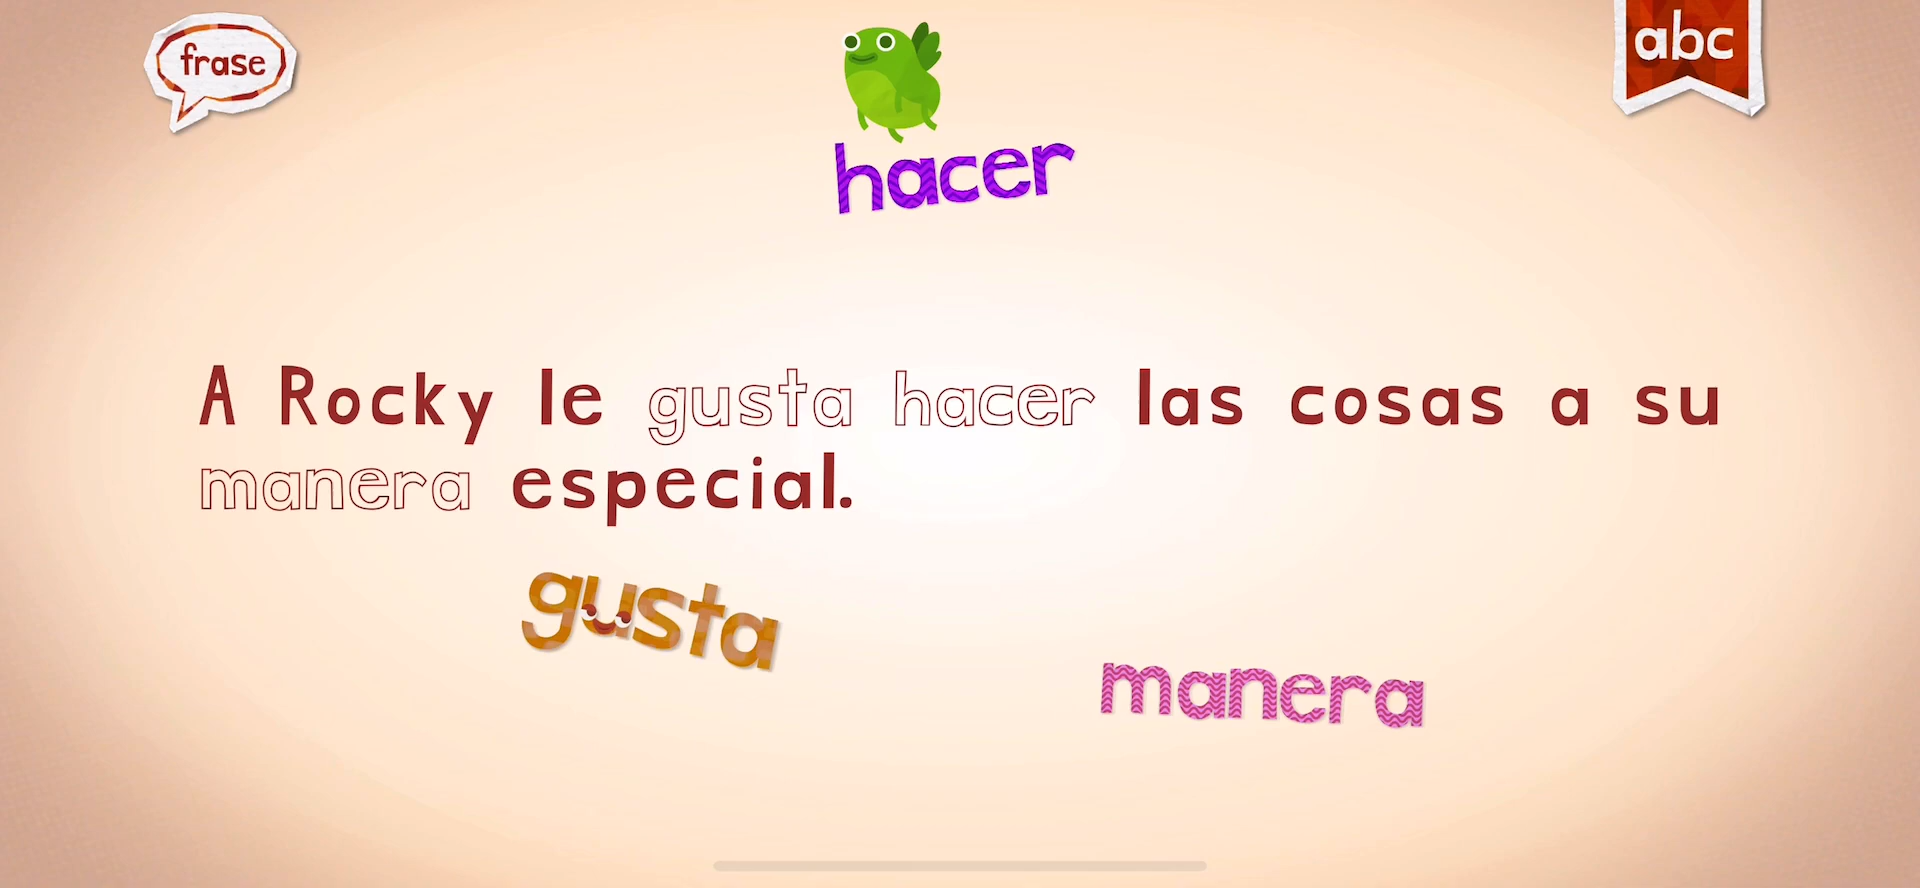 frase
abc
hacer
A Rocky le gusta hacer las cosas a su
manera especial.
gusta
manera